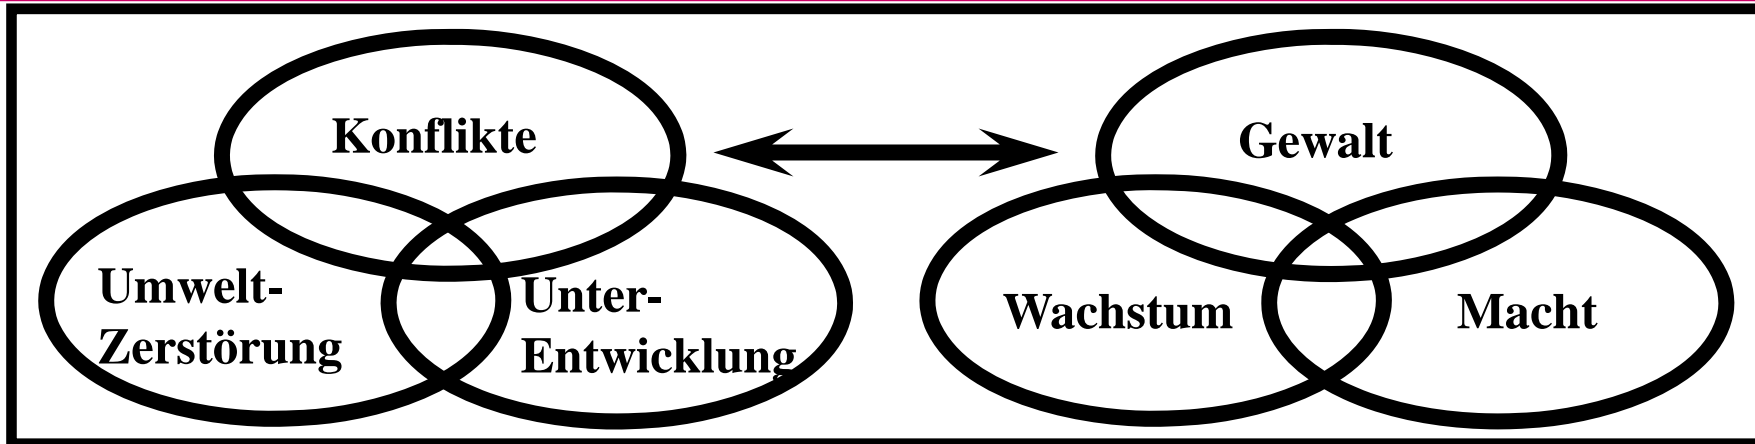 Konflikte
Umwelt-
Zerstörung
Unter-
Entwicklung
Gewalt
Wachstum
Macht